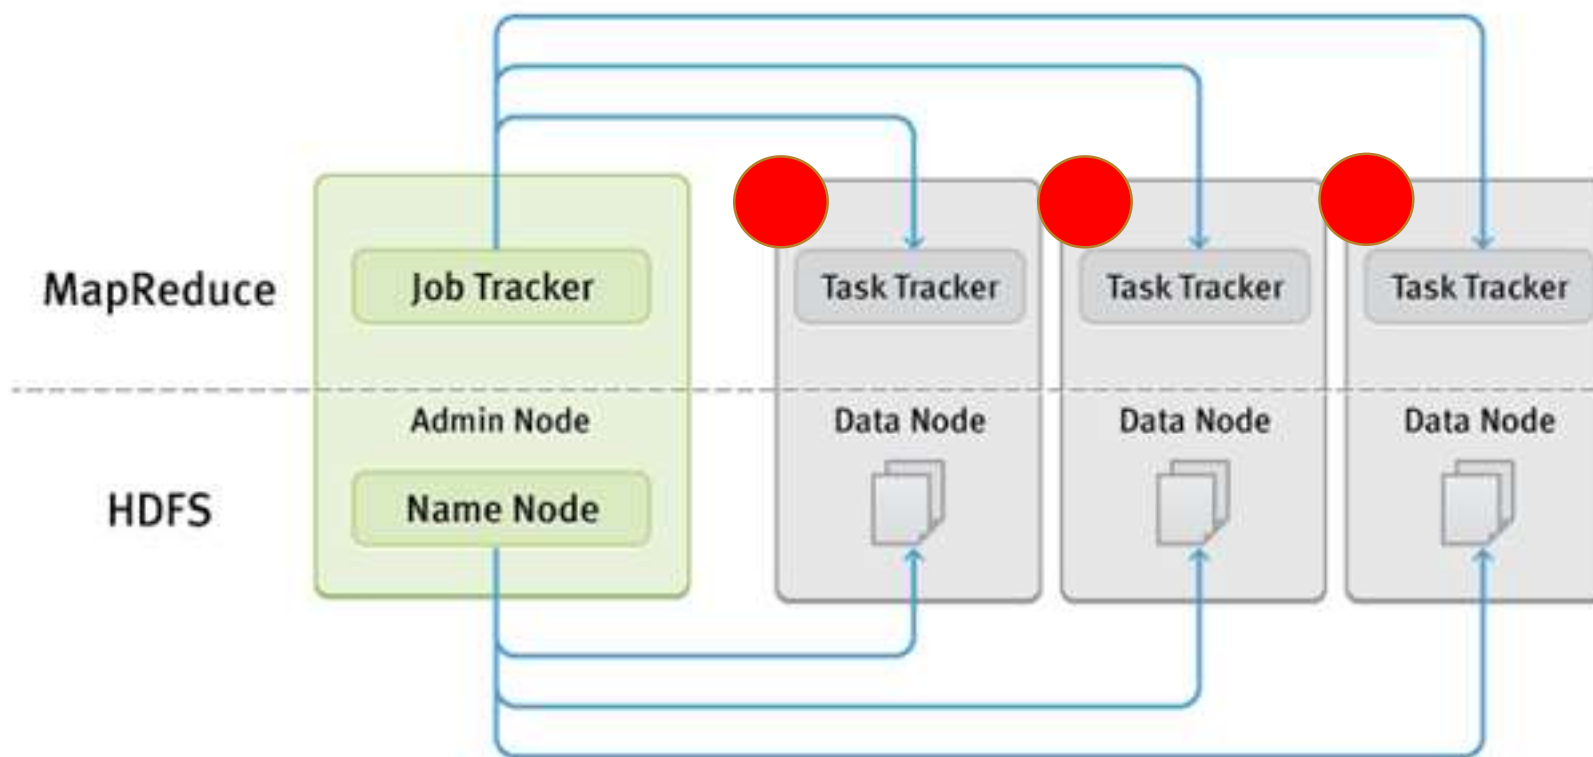 MapReduce
Job Tracker
Task Tracker
Task Tracker
Task Tracker
Admin Node
Data Node
Data Node
Data Node
HDFS
Name Node